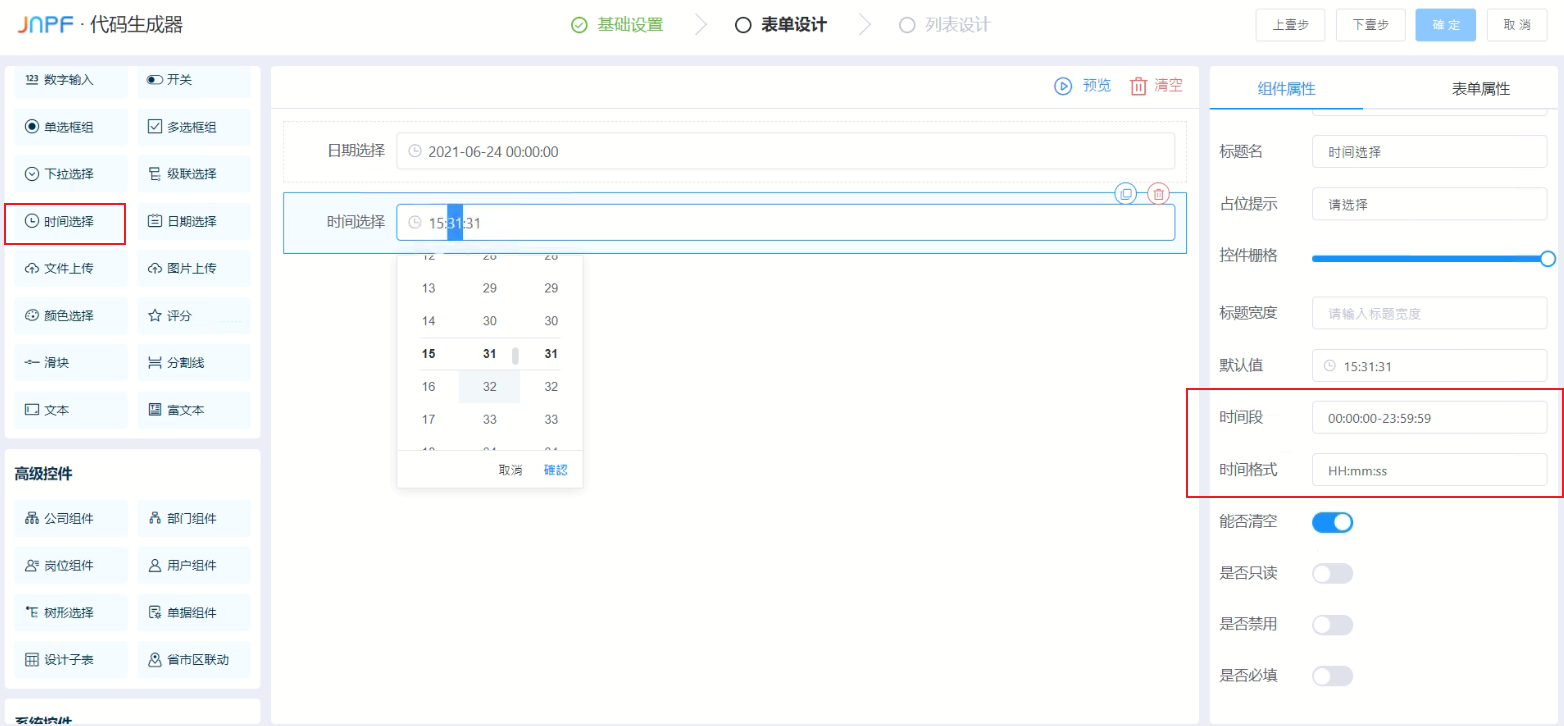 JNPF · 代码生成器
基础设置
表单设计
列表设计
上壹步
下壹步
確 定
取 消
123 数字输入
开关
单选框组
多选框组
下拉选择
级联选择
时间选择
日期选择
文件上传
图片上传
颜色选择
评分
滑块
分割线
文本
富文本
高级控件
公司组件
部门组件
岗位组件
用户组件
树形选择
单据组件
设计子表
省市区联动
系统控件
预览
清空
日期选择
2021-06-24 00:00:00
时间选择
15:31:31
12 28 28
13 29 29
14 30 30
15 31 31
16 32 32
17 33 33
18 34 34
取消
確認
组件属性
表单属性
标题名
时间选择
占位提示
请选择
控件栅格
标题宽度
请输入标题宽度
默认值
15:31:31
时间段
00:00:00-23:59:59
时间格式
HH:mm:ss
能否清空
是否只读
是否禁用
是否必填